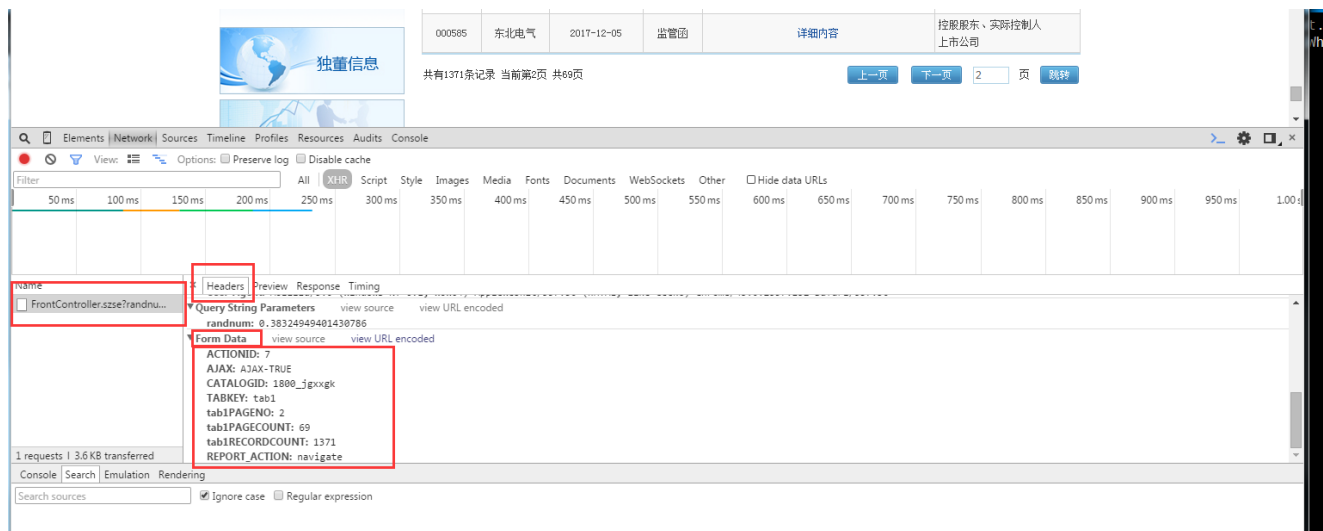 000585 东北电气 2017-12-05 监管函 详细内容 控股股东、实际控制人
上市公司
独董信息
共有1371条记录 当前第2页 共69页 上一页 下一页 2 页 跳转
Elements Network Sources Timeline Profiles Resources Audits Console
View: Options: Preserve log Disable cache
Filter All XHR Script Style Images Media Fonts Documents WebSockets Other Hide data URLs
50 ms 100 ms 150 ms 200 ms 250 ms 300 ms 350 ms 400 ms 450 ms 500 ms 550 ms 600 ms 650 ms 700 ms 750 ms 800 ms 850 ms 900 ms 950 ms 1.00 s
Name × Headers Preview Response Timing
FrontController.szse?randnu...
Query String Parameters view source view URL encoded
randnum: 0.38324949401430786
Form Data view source view URL encoded
ACTIONID: 7
AJAX: AJAX-TRUE
CATALOGID: 1800_jgxxgk
TABKEY: tab1
tab1PAGENO: 2
tab1PAGECOUNT: 69
tab1RECORDCOUNT: 1371
REPORT_ACTION: navigate
1 requests | 3.6 KB transferred
Console Search Emulation Rendering
Search sources Ignore case Regular expression